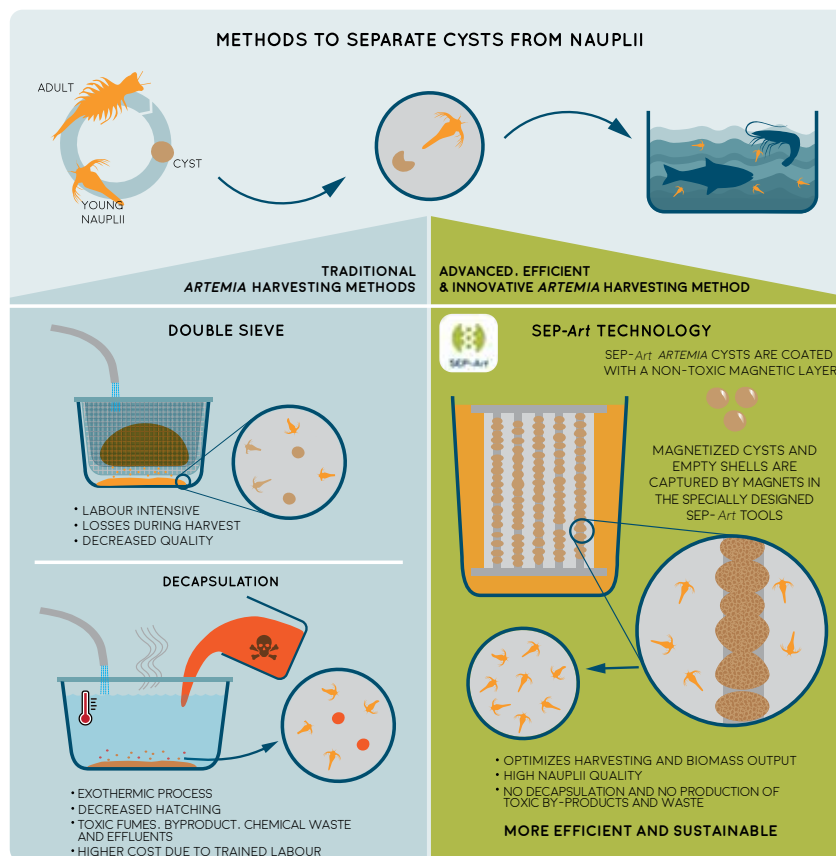 METHODS TO SEPARATE CYSTS FROM NAUPLII
ADULT
CYST
YOUNG
NAUPLII
TRADITIONAL
ARTEMIA HARVESTING METHODS
ADVANCED. EFFICIENT
& INNOVATIVE ARTEMIA HARVESTING METHOD
DOUBLE SIEVE
• LABOUR INTENSIVE
• LOSSES DURING HARVEST
• DECREASED QUALITY
DECAPSULATION
• EXOTHERMIC PROCESS
• DECREASED HATCHING
• TOXIC FUMES. BYPRODUCT. CHEMICAL WASTE
AND EFFLUENTS
• HIGHER COST DUE TO TRAINED LABOUR
SEP-Art
SEP-Art TECHNOLOGY
SEP-Art ARTEMIA CYSTS ARE COATED
WITH A NON-TOXIC MAGNETIC LAYER
MAGNETIZED CYSTS AND
EMPTY SHELLS ARE
CAPTURED BY MAGNETS IN
THE SPECIALLY DESIGNED
SEP-Art TOOLS
• OPTIMIZES HARVESTING AND BIOMASS OUTPUT
• HIGH NAUPLII QUALITY
• NO DECAPSULATION AND NO PRODUCTION OF
TOXIC BY-PRODUCTS AND WASTE
MORE EFFICIENT AND SUSTAINABLE